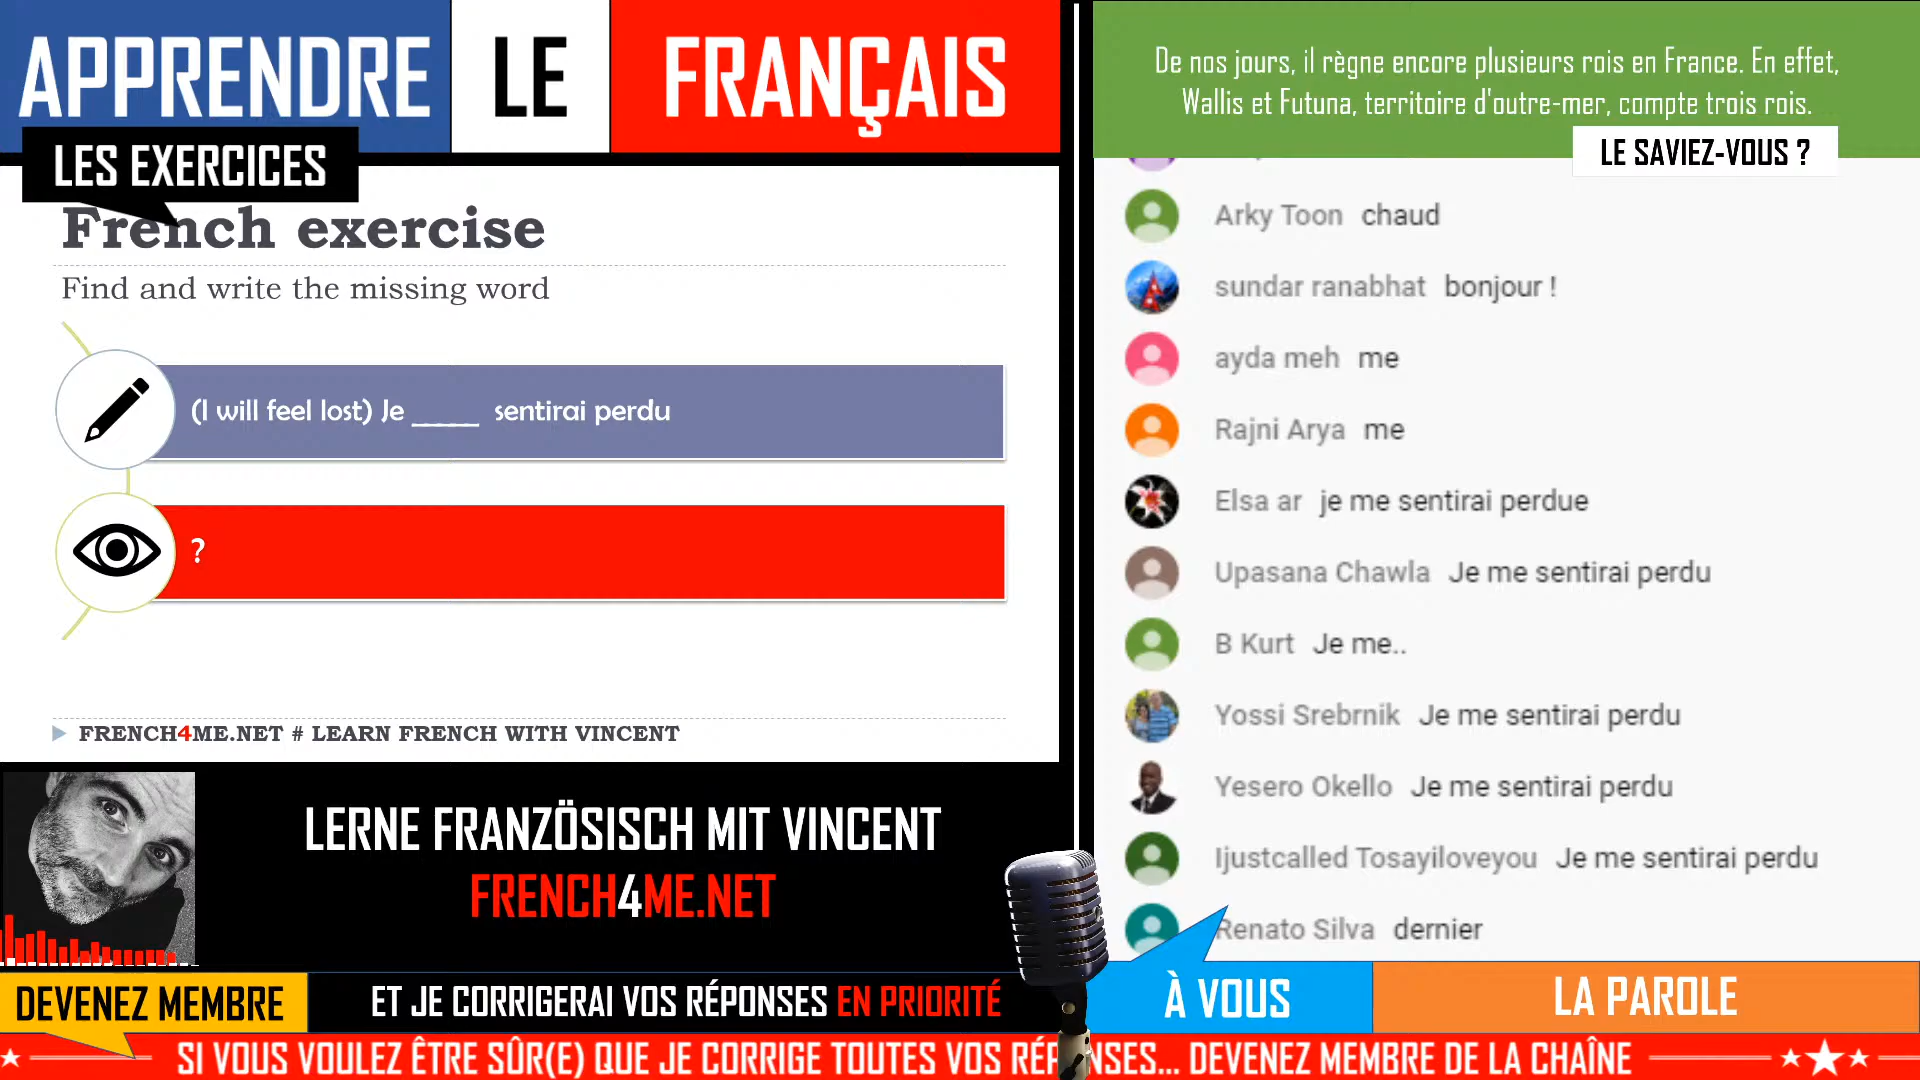 APPRENDRE LE FRANÇAIS
LES EXERCICES
French exercise
Find and write the missing word
(I will feel lost) Je _____ sentirai perdu
?
FRENCH4ME.NET # LEARN FRENCH WITH VINCENT
LERNE FRANZÖSISCH MIT VINCENT
FRENCH4ME.NET
DEVENEZ MEMBRE
ET JE CORRIGERAI VOS RÉPONSES EN PRIORITÉ
De nos jours, il règne encore plusieurs rois en France. En effet,
Wallis et Futuna, territoire d'outre-mer, compte trois rois.
LE SAVIEZ-VOUS ?
Arky Toon chaud
sundar ranabhat bonjour !
ayda meh me
Rajni Arya me
Elsa ar je me sentirai perdue
Upasana Chawla Je me sentirai perdu
B Kurt Je me..
Yossi Srebrnik Je me sentirai perdu
Yesero Okello Je me sentirai perdu
Ijustcalled Tosayiloveyou Je me sentirai perdu
Renato Silva dernier
À VOUS LA PAROLE
SI VOUS VOULEZ ÊTRE SÛR(E) QUE JE CORRIGE TOUTES VOS RÉPONSES... DEVENEZ MEMBRE DE LA CHAÎNE